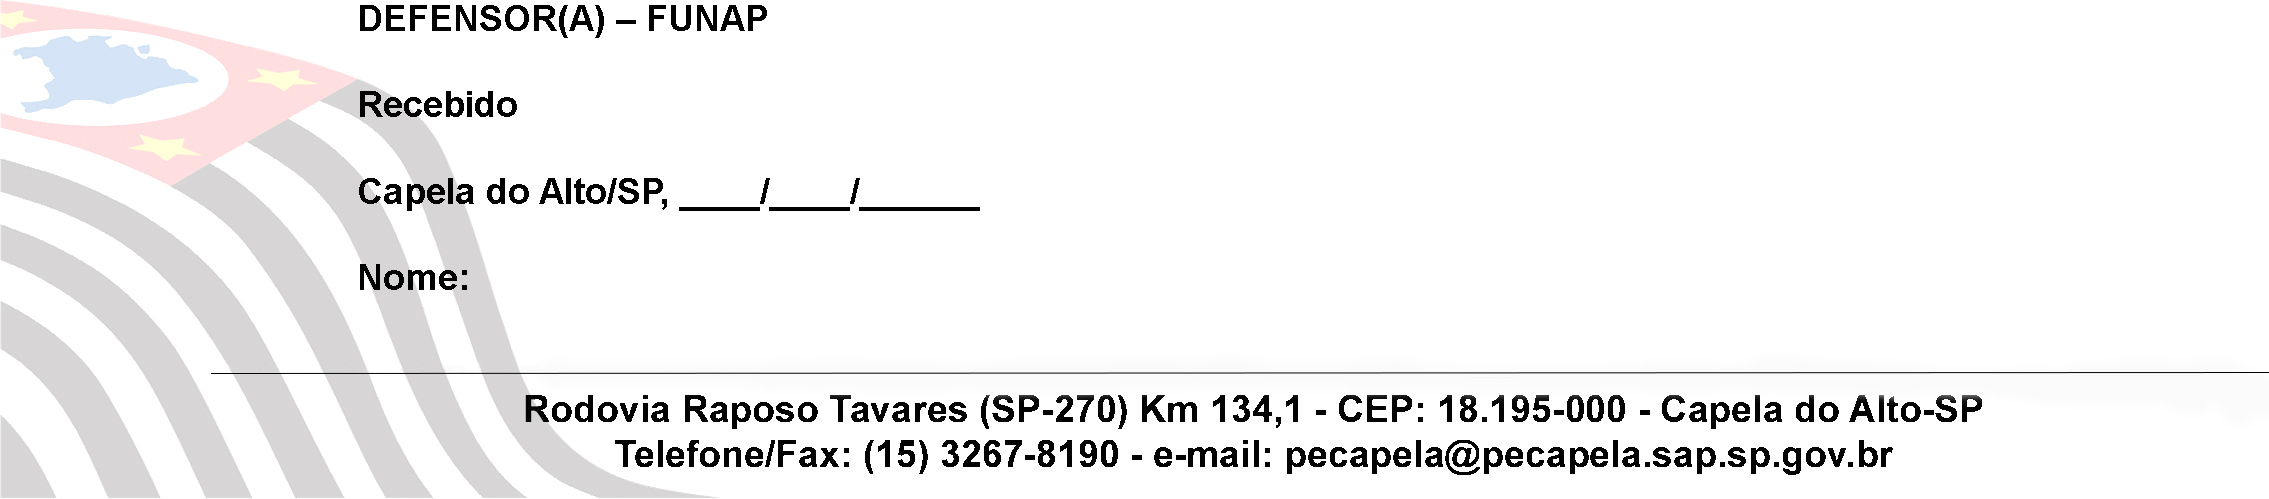 DEFENSOR(A) – FUNAP
Recebido
Capela do Alto/SP, ____/____/______
Nome:
Rodovia Raposo Tavares (SP-270) Km 134,1 - CEP: 18.195-000 - Capela do Alto-SP
Telefone/Fax: (15) 3267-8190 - e-mail: pecapela@pecapela.sap.sp.gov.br